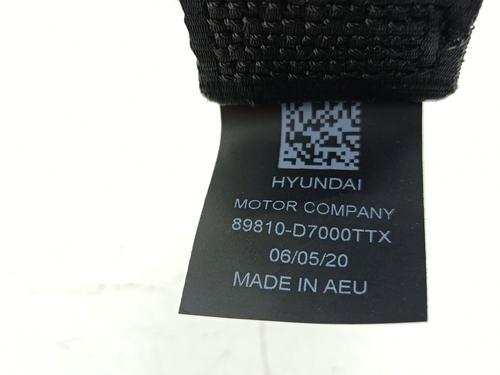 HYUNDAI
MOTOR COMPANY
89810-D7000TTX
06/05/20
MADE IN AEU